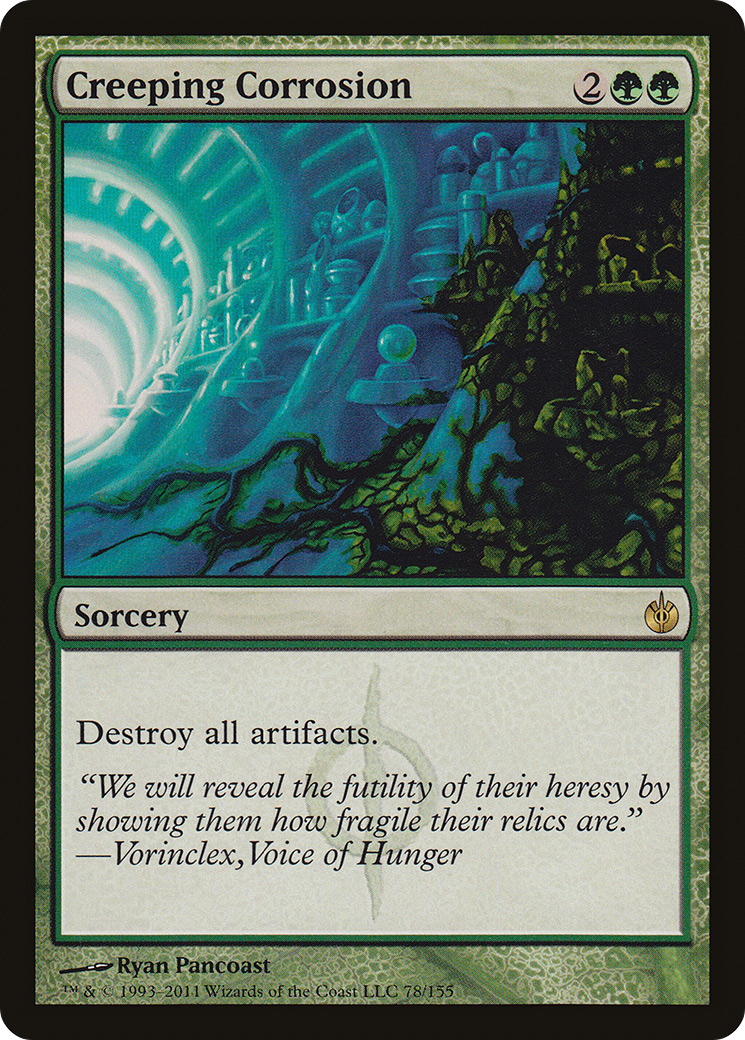 Creeping Corrosion 2
Sorcery
Destroy all artifacts.
“We will reveal the futility of their heresy by
showing them how fragile their relics are.”
—Vorinclex, Voice of Hunger
Ryan Pancoast
™ & © 1993–2011 Wizards of the Coast LLC 78/155